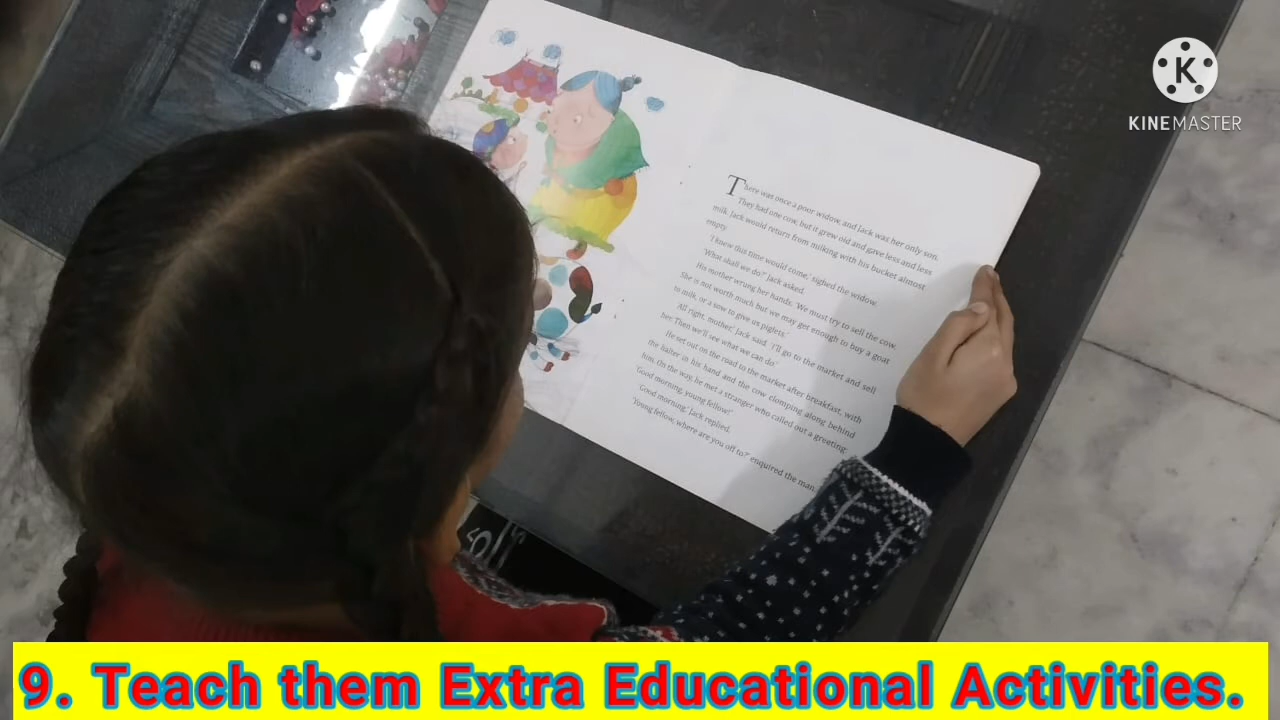 KINEMASTER
There was once a poor widow, and Jack was her only son.
They had one cow, but it grew old and gave less and less
milk. Jack would return from milking with his bucket almost
empty.
'I knew this time would come,' sighed the widow.
'What shall we do?' Jack asked.
His mother wrung her hands. 'We must try to sell the cow.
She is not worth much but we may get enough to buy a goat
to milk, or a sow to give us piglets.'
'All right, mother,' Jack said. 'I'll go to the market and sell
her. Then we'll see what we can do.'
He set out on the road to the market after breakfast, with
the halter in his hand and the cow clomping along behind
him. On the way, he met a stranger who called out a greeting.
'Good morning, young fellow!'
'Good morning,' Jack replied.
'Young fellow, where are you off to?' enquired the man.
9. Teach them Extra Educational Activities.